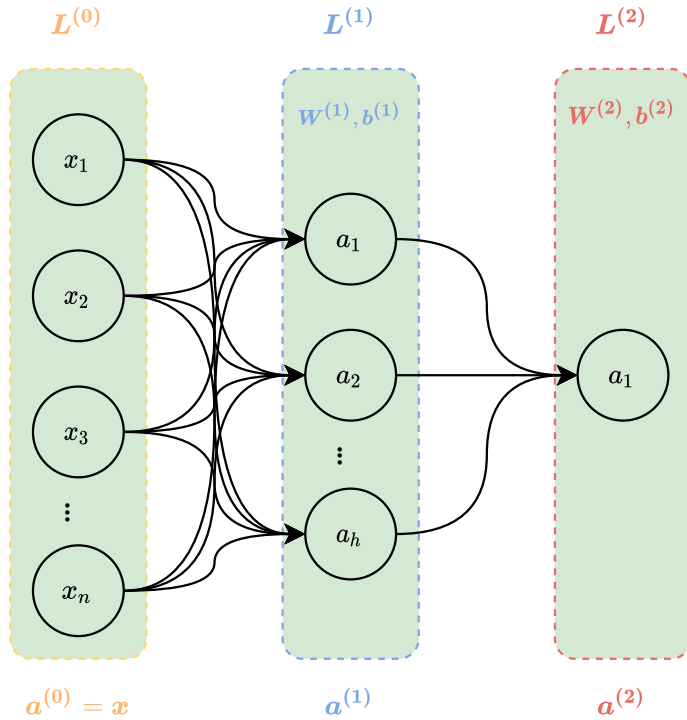 L^(0) L^(1) L^(2)
W^(1), b^(1) W^(2), b^(2)
x_1
x_2
x_3
⋮
x_n
a_1
a_2
⋮
a_h
a_1
a^(0) = x a^(1) a^(2)